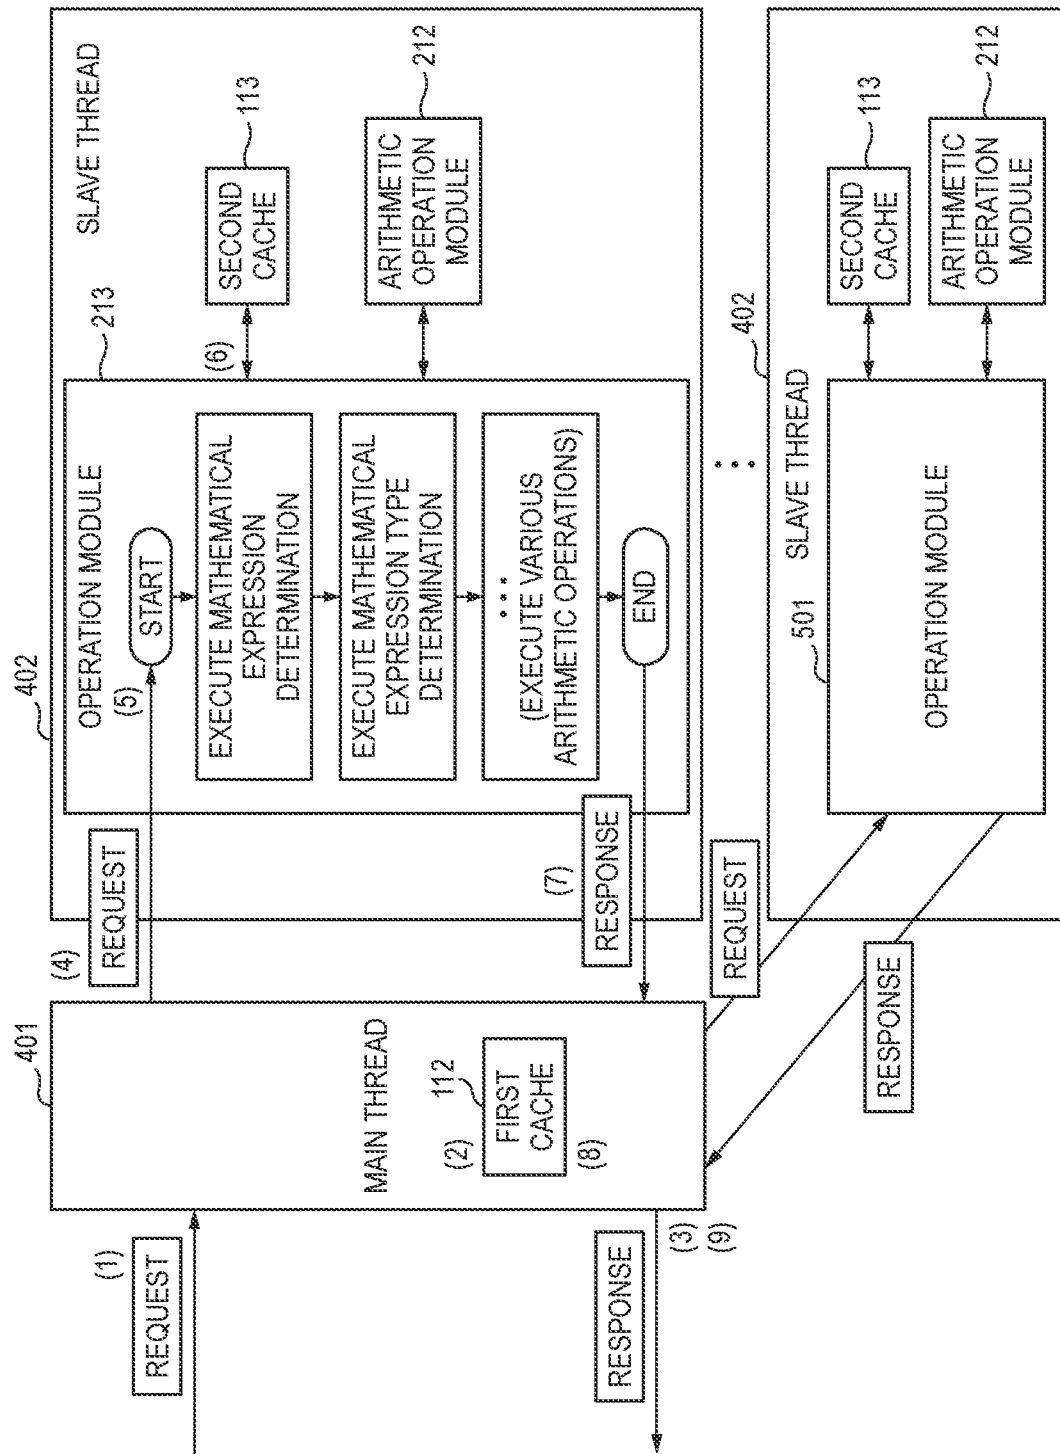 (1)
REQUEST
RESPONSE
(3)
(9)
401
MAIN THREAD
112
(2)
FIRST
CACHE
(8)
(4)
REQUEST
(7)
RESPONSE
REQUEST
RESPONSE
402
SLAVE THREAD
213
OPERATION MODULE
(5)
START
EXECUTE MATHEMATICAL
EXPRESSION
DETERMINATION
EXECUTE MATHEMATICAL
EXPRESSION TYPE
DETERMINATION
•••
(EXECUTE VARIOUS
ARITHMETIC OPERATIONS)
END
(6)
113
SECOND
CACHE
212
ARITHMETIC
OPERATION
MODULE
•••
402
SLAVE THREAD
501
OPERATION MODULE
113
SECOND
CACHE
212
ARITHMETIC
OPERATION
MODULE